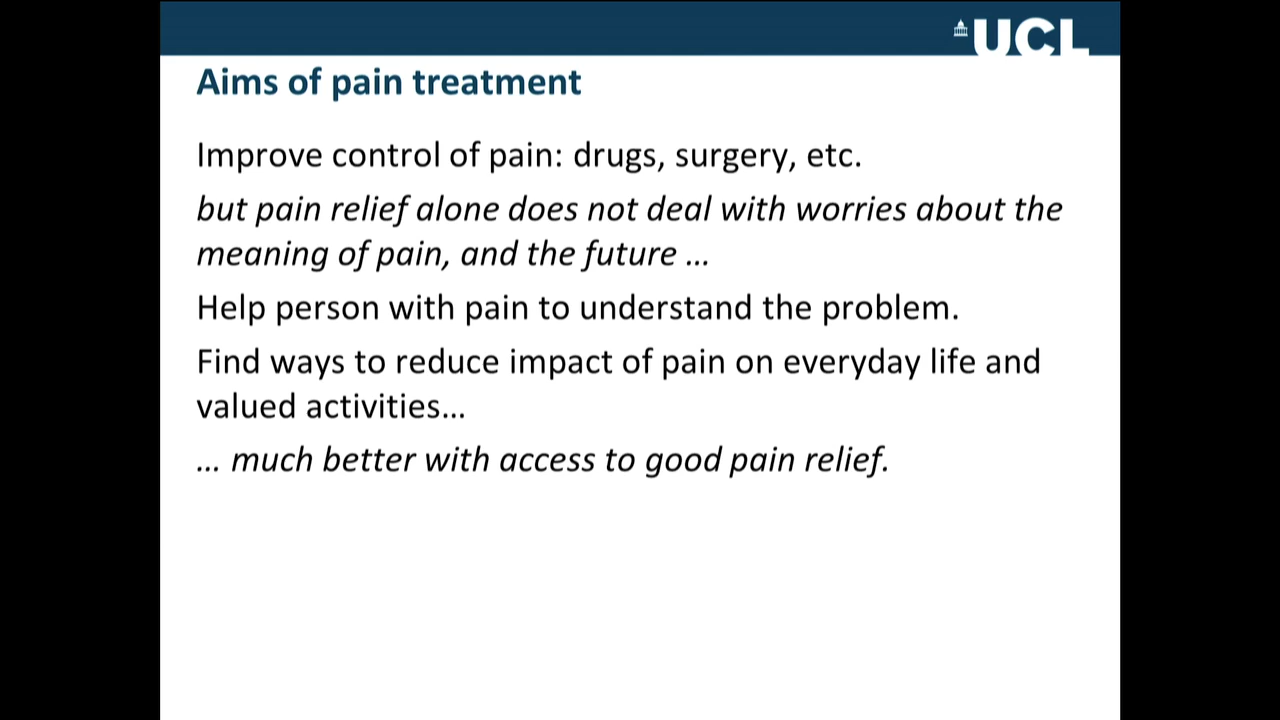 UCL
Aims of pain treatment
Improve control of pain: drugs, surgery, etc.
but pain relief alone does not deal with worries about the
meaning of pain, and the future ...
Help person with pain to understand the problem.
Find ways to reduce impact of pain on everyday life and
valued activities...
... much better with access to good pain relief.